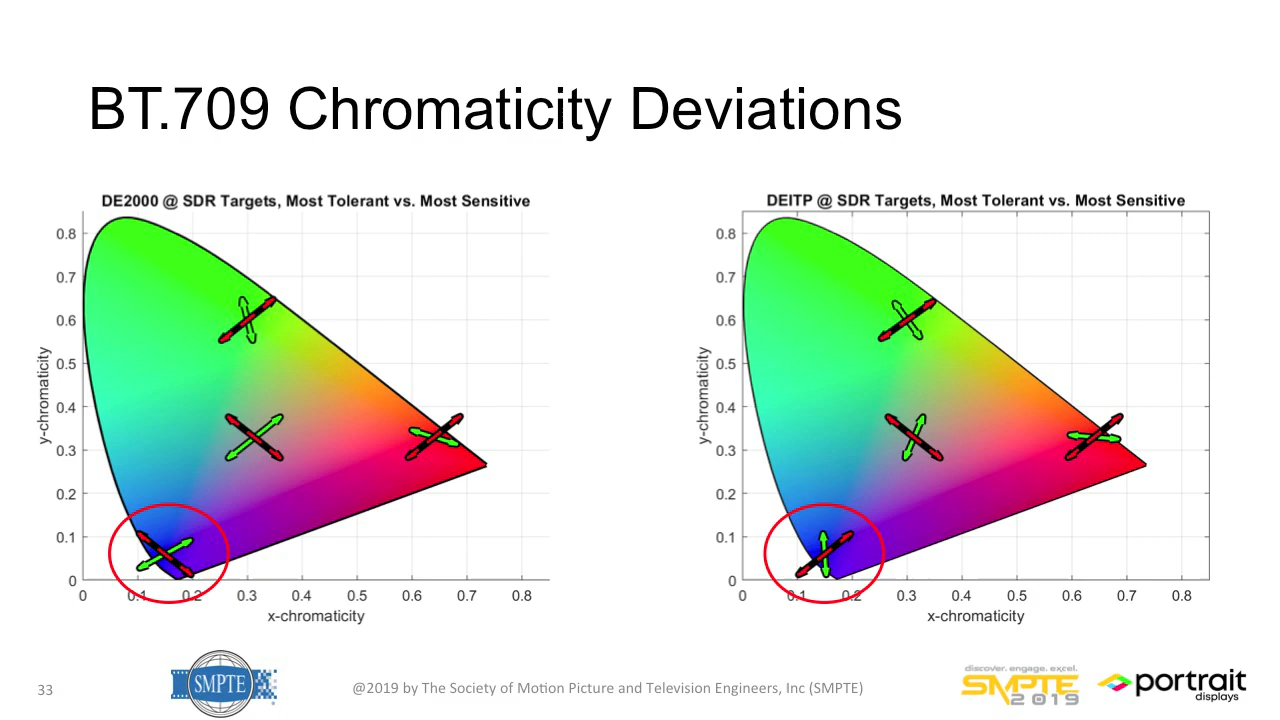 BT.709 Chromaticity Deviations
DE2000 @ SDR Targets, Most Tolerant vs. Most Sensitive
0.8
0.7
0.6
0.5
0.4
0.3
0.2
0.1
0
y-chromaticity
0 0.1 0.2 0.3 0.4 0.5 0.6 0.7 0.8
x-chromaticity
DEITP @ SDR Targets, Most Tolerant vs. Most Sensitive
0.8
0.7
0.6
0.5
0.4
0.3
0.2
0.1
0
y-chromaticity
0 0.1 0.2 0.3 0.4 0.5 0.6 0.7 0.8
x-chromaticity
33
SMPTE
@2019 by The Society of Motion Picture and Television Engineers, Inc (SMPTE)
discover. engage. excel.
SMPTE
2019
portrait
displays